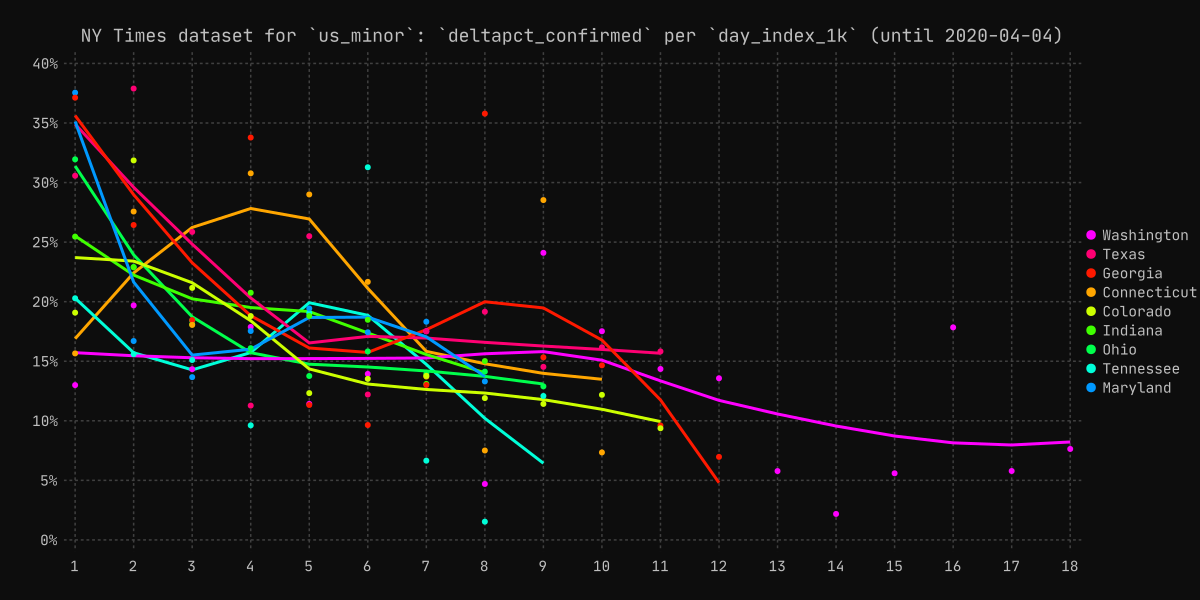 NY Times dataset for `us_minor`: `deltapct_confirmed` per `day_index_1k` (until 2020-04-04)
40%
35%
30%
25%
20%
15%
10%
5%
0%
1 2 3 4 5 6 7 8 9 10 11 12 13 14 15 16 17 18
Washington
Texas
Georgia
Connecticut
Colorado
Indiana
Ohio
Tennessee
Maryland